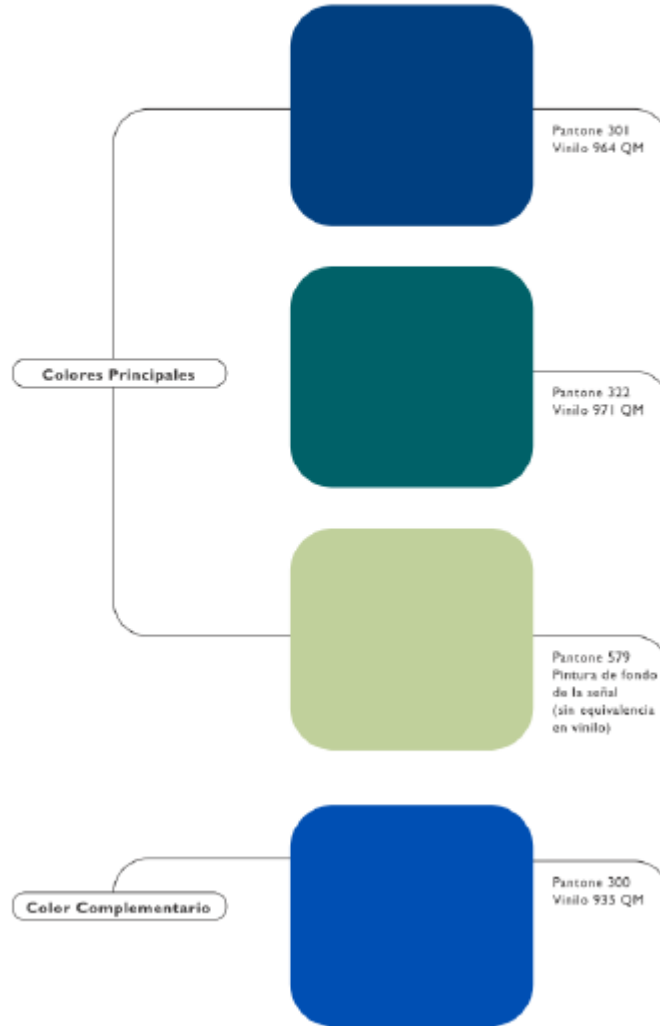 Pantone 301
Vinilo 964 QM
Colores Principales
Pantone 322
Vinilo 971 QM
Pantone 579
Pintura de fondo
de la señal
(sin equivalencia
en vinilo)
Color Complementario
Pantone 300
Vinilo 935 QM